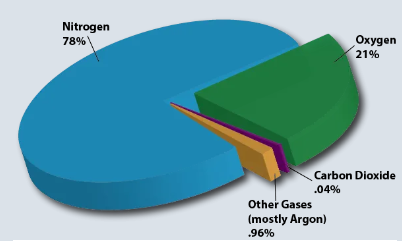 Nitrogen
78%
Oxygen
21%
Carbon Dioxide
.04%
Other Gases
(mostly Argon)
.96%